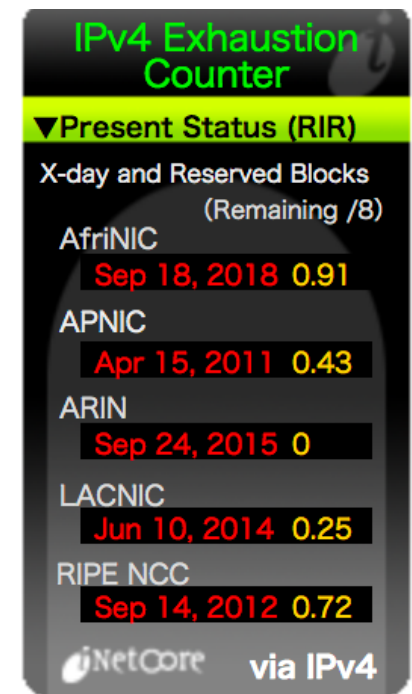 IPv4 Exhaustion
Counter
▼Present Status (RIR)
X-day and Reserved Blocks
(Remaining /8)
AfriNIC
Sep 18, 2018 0.91
APNIC
Apr 15, 2011 0.43
ARIN
Sep 24, 2015 0
LACNIC
Jun 10, 2014 0.25
RIPE NCC
Sep 14, 2012 0.72
iNetCore via IPv4